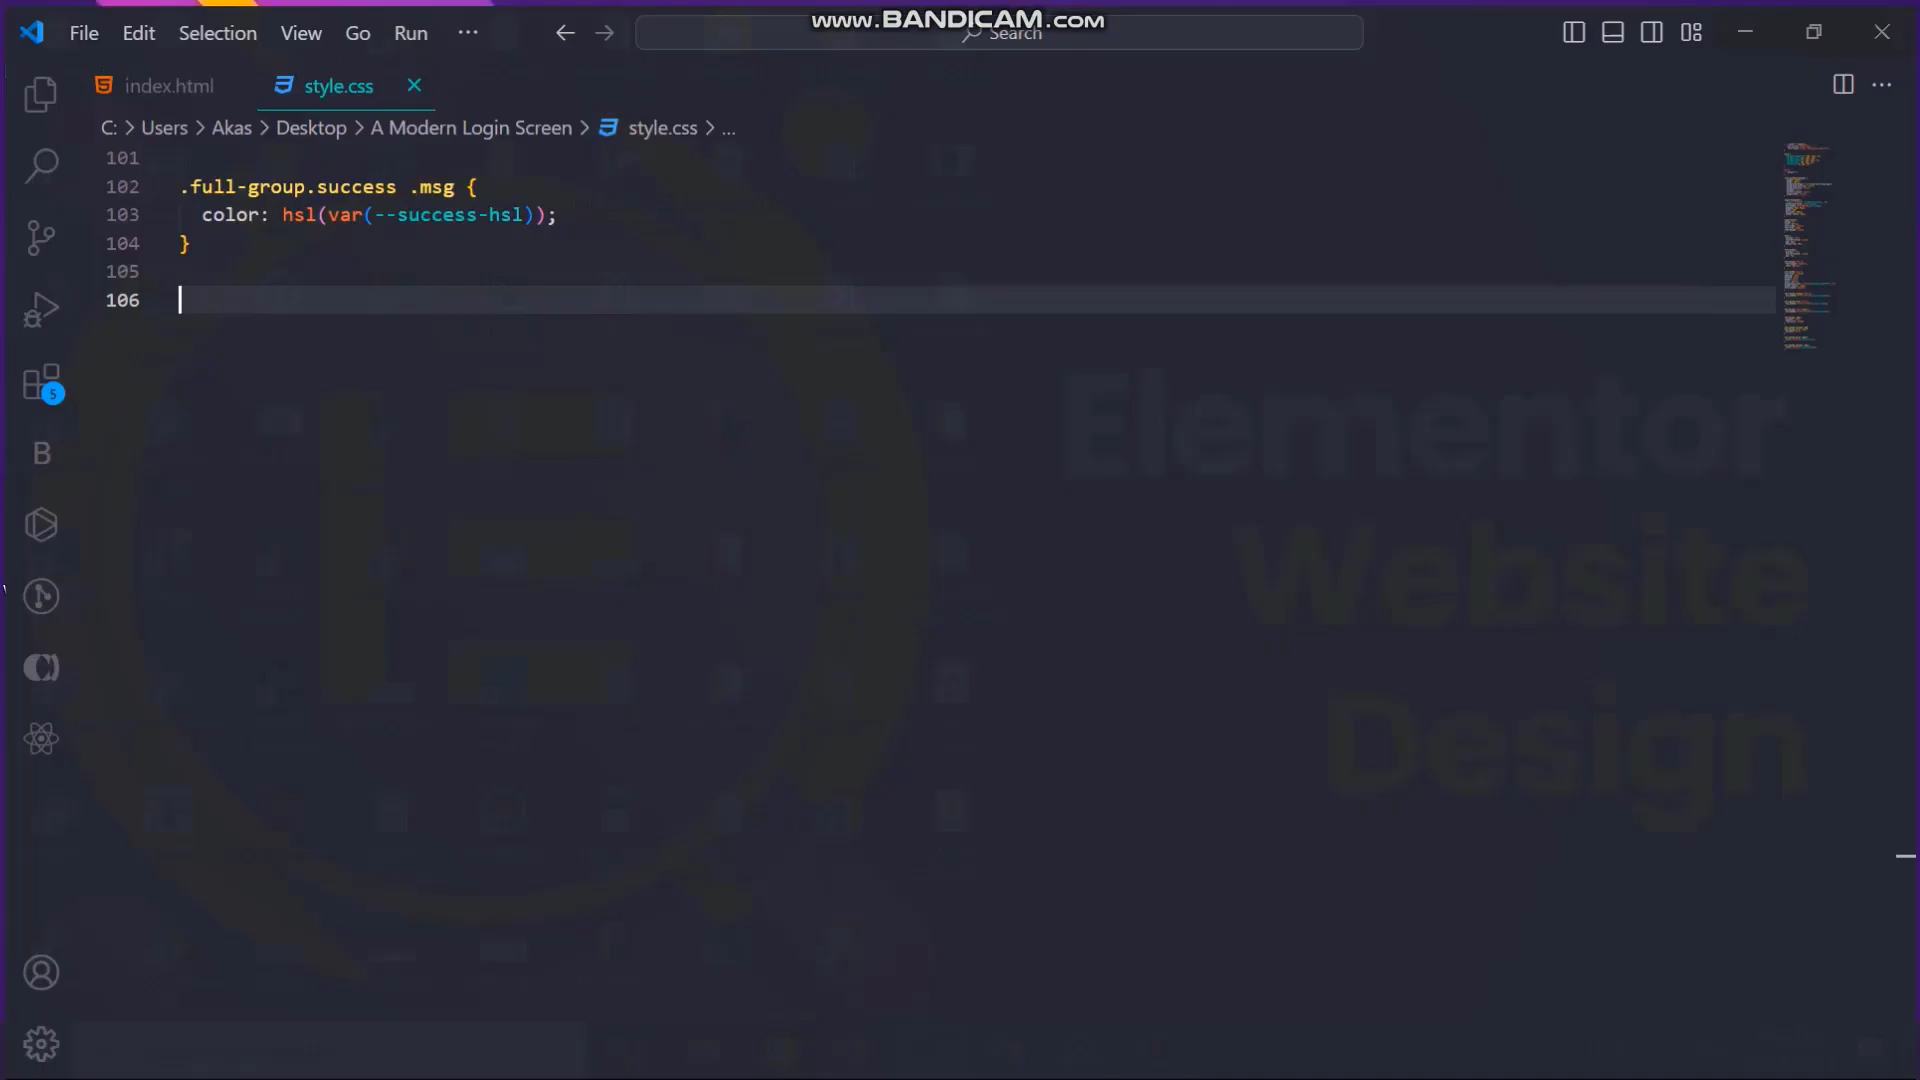 www.BANDICAM.com
File Edit Selection View Go Run ··· Search
index.html style.css
C: > Users > Akas > Desktop > A Modern Login Screen > style.css > ...
101
102 .full-group.success .msg {
103 color: hsl(var(--success-hsl));
104 }
105
106
5
B
Elementor
Website
Design